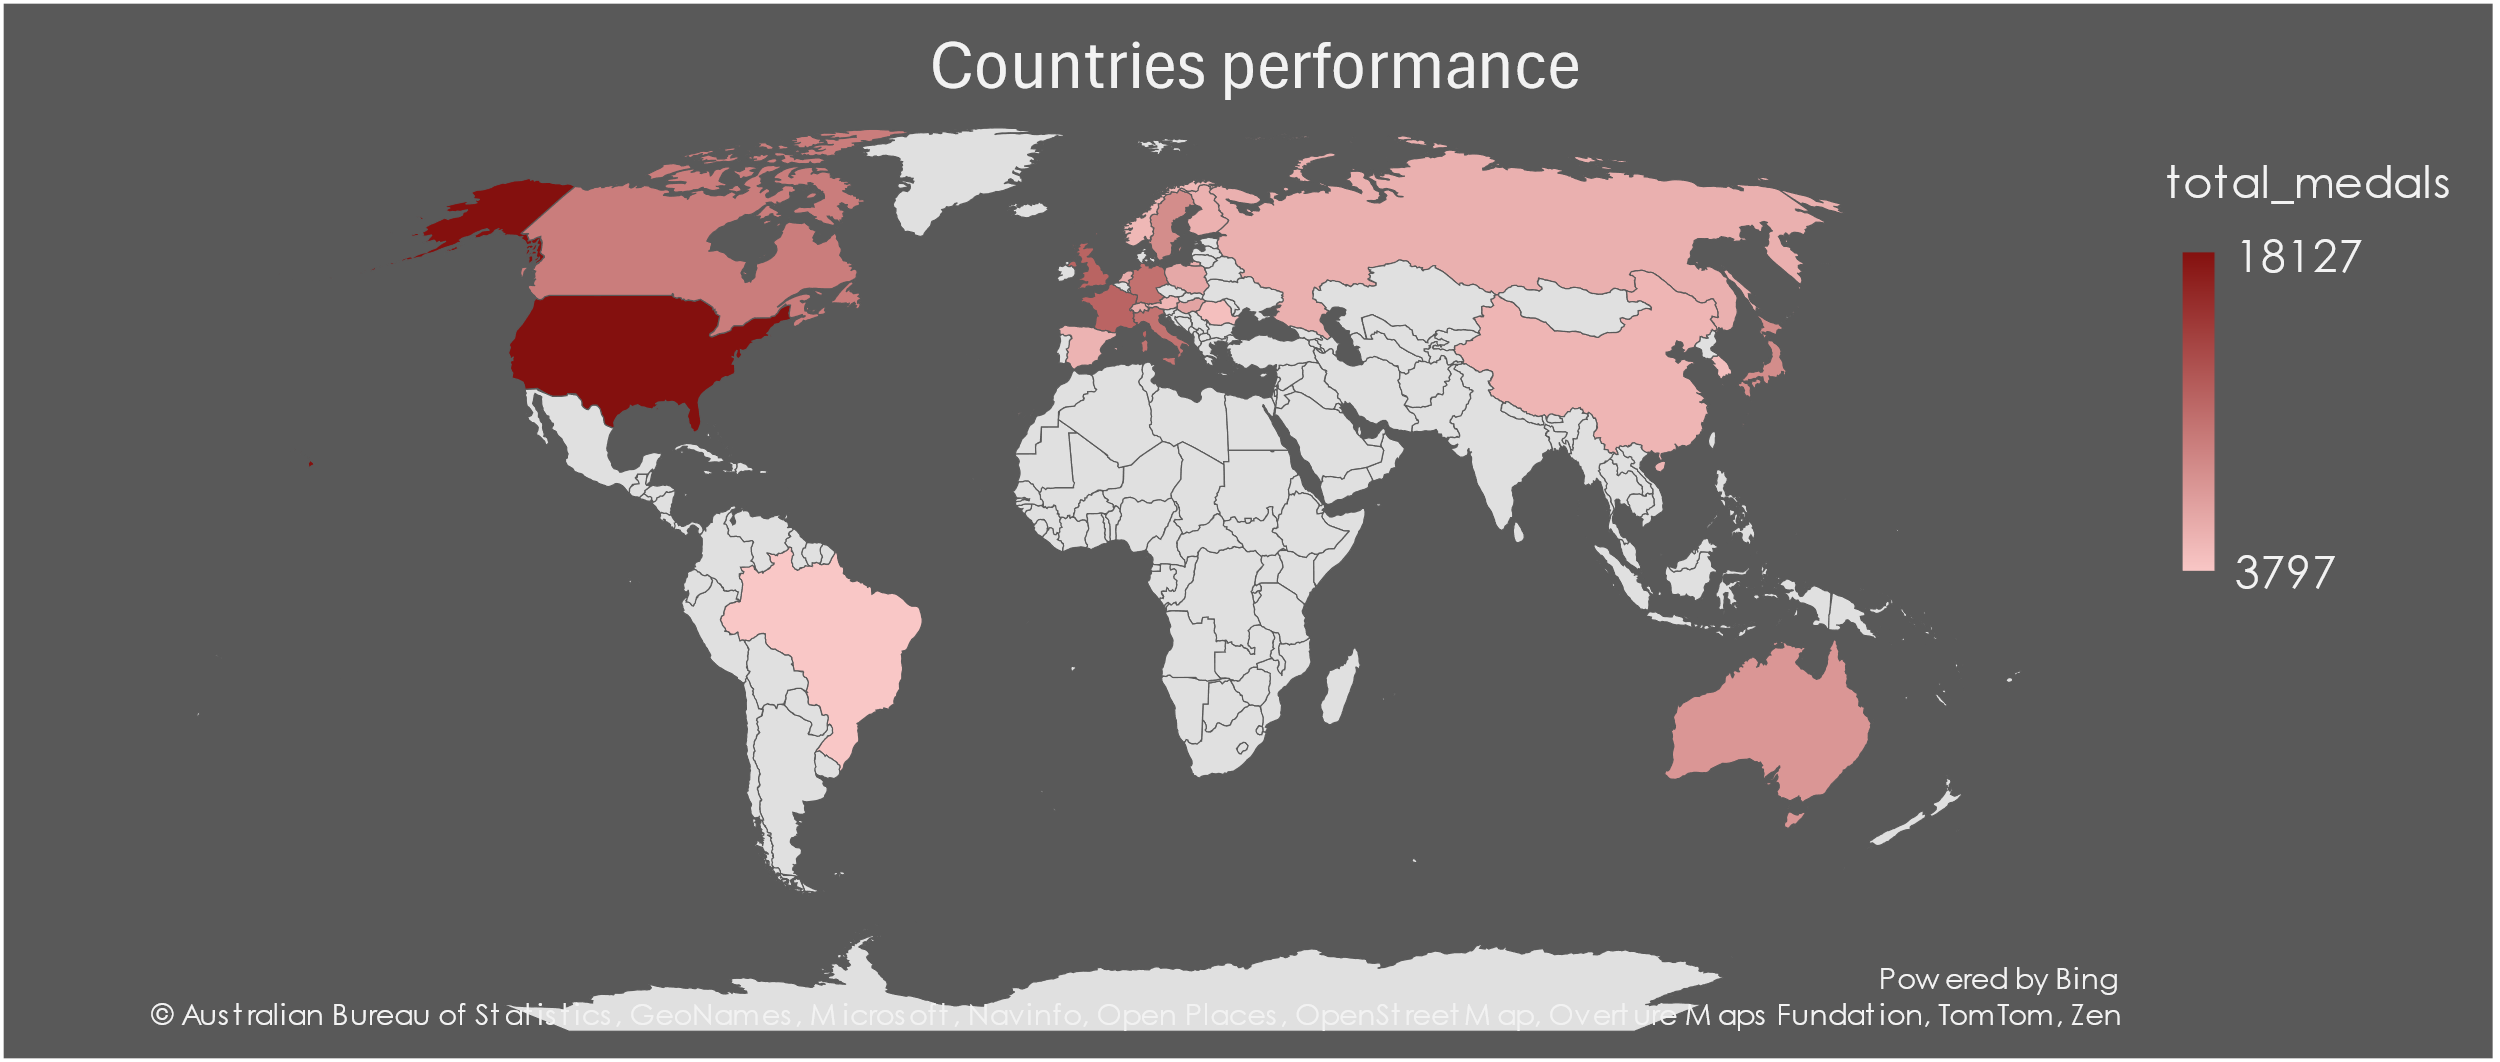 Countries performance
total_medals
18127
3797
Powered by Bing
© Australian Bureau of Statistics, GeoNames, Microsoft, Navinfo, Open Places, OpenStreetMap, Overture Maps Fundation, TomTom, Zen